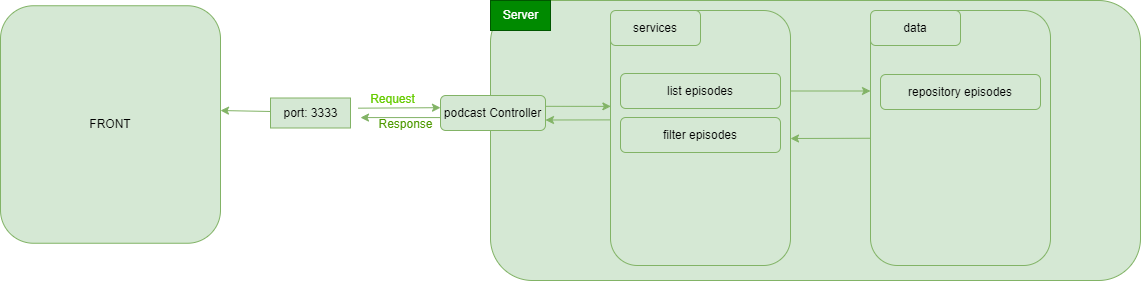 Server
services
data
list episodes
repository episodes
Request
port: 3333
podcast Controller
FRONT
Response
filter episodes